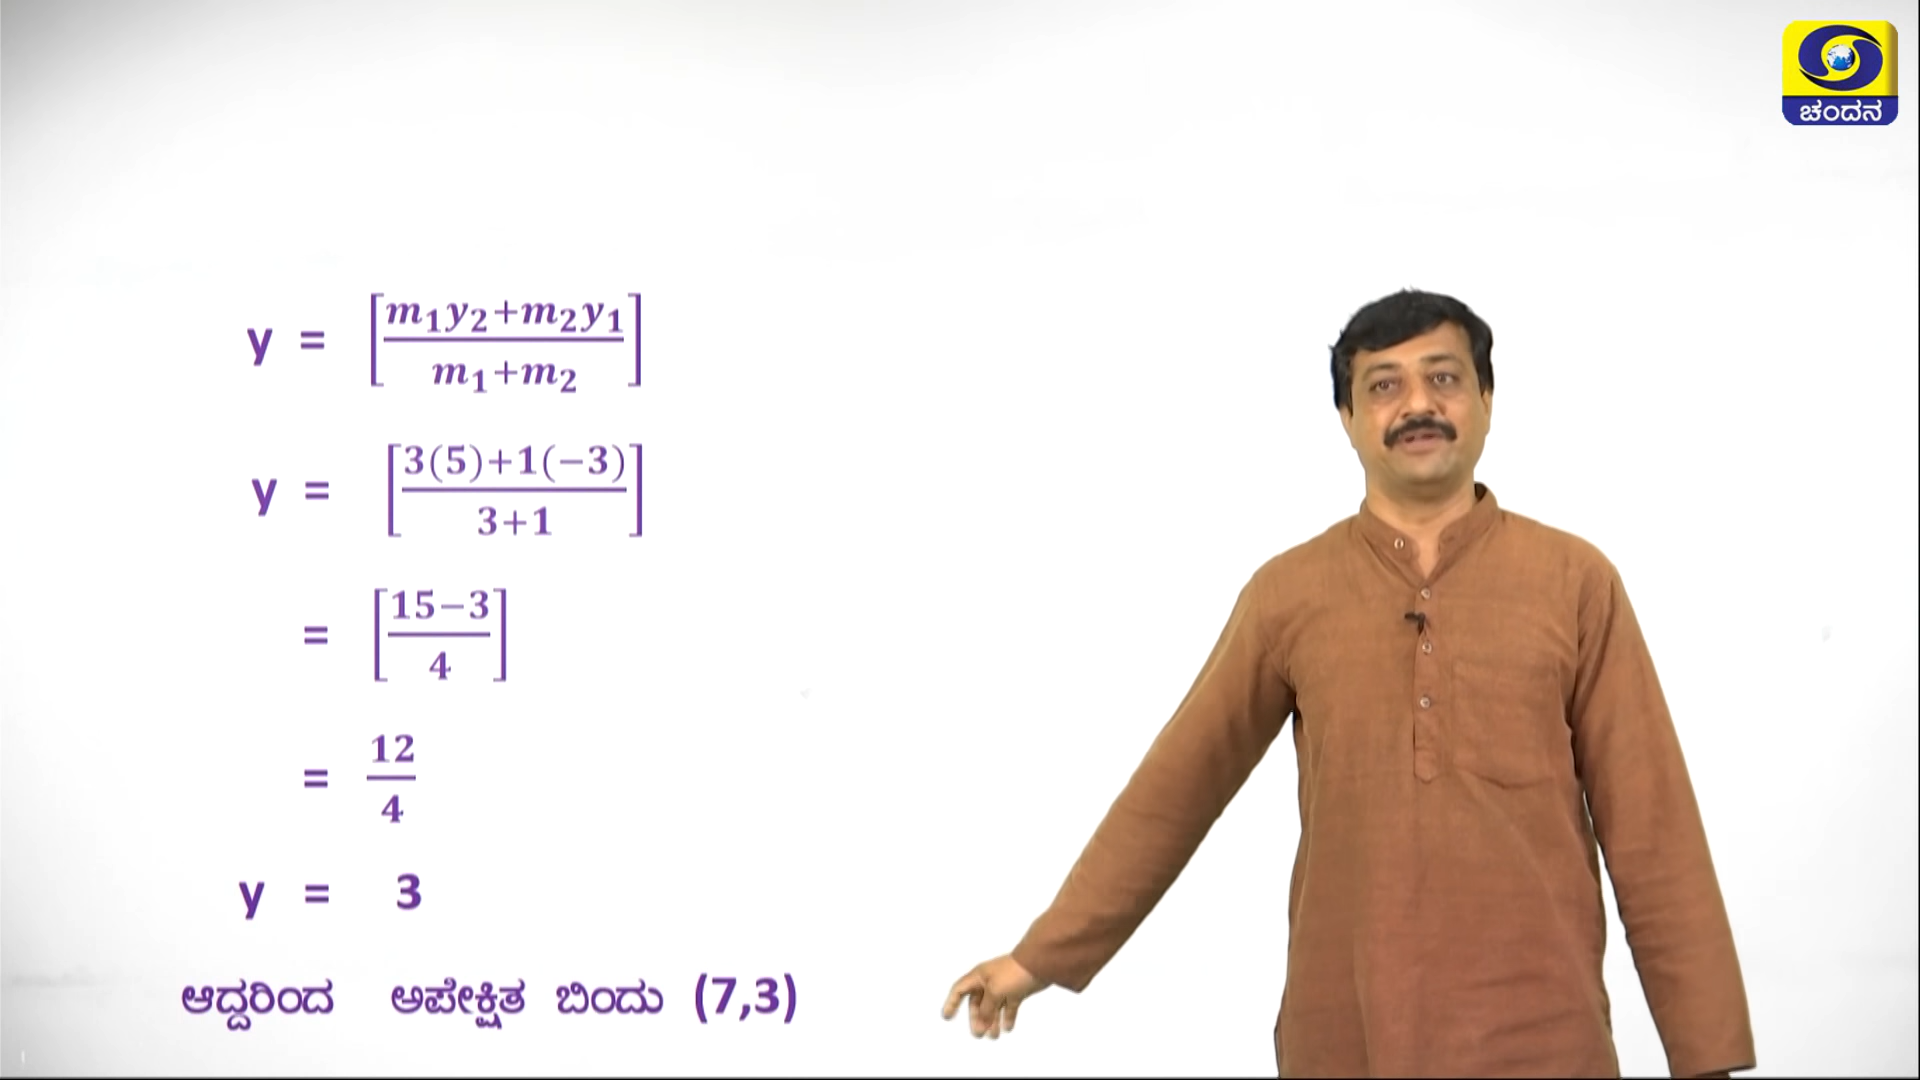 ಚಂದನ
y = [m₁y₂+m₂y₁ / m₁+m₂]
y = [3(5)+1(−3) / 3+1]
= [15−3 / 4]
= 12/4
y = 3
ಆದ್ದರಿಂದ ಅಪೇಕ್ಷಿತ ಬಿಂದು (7,3)